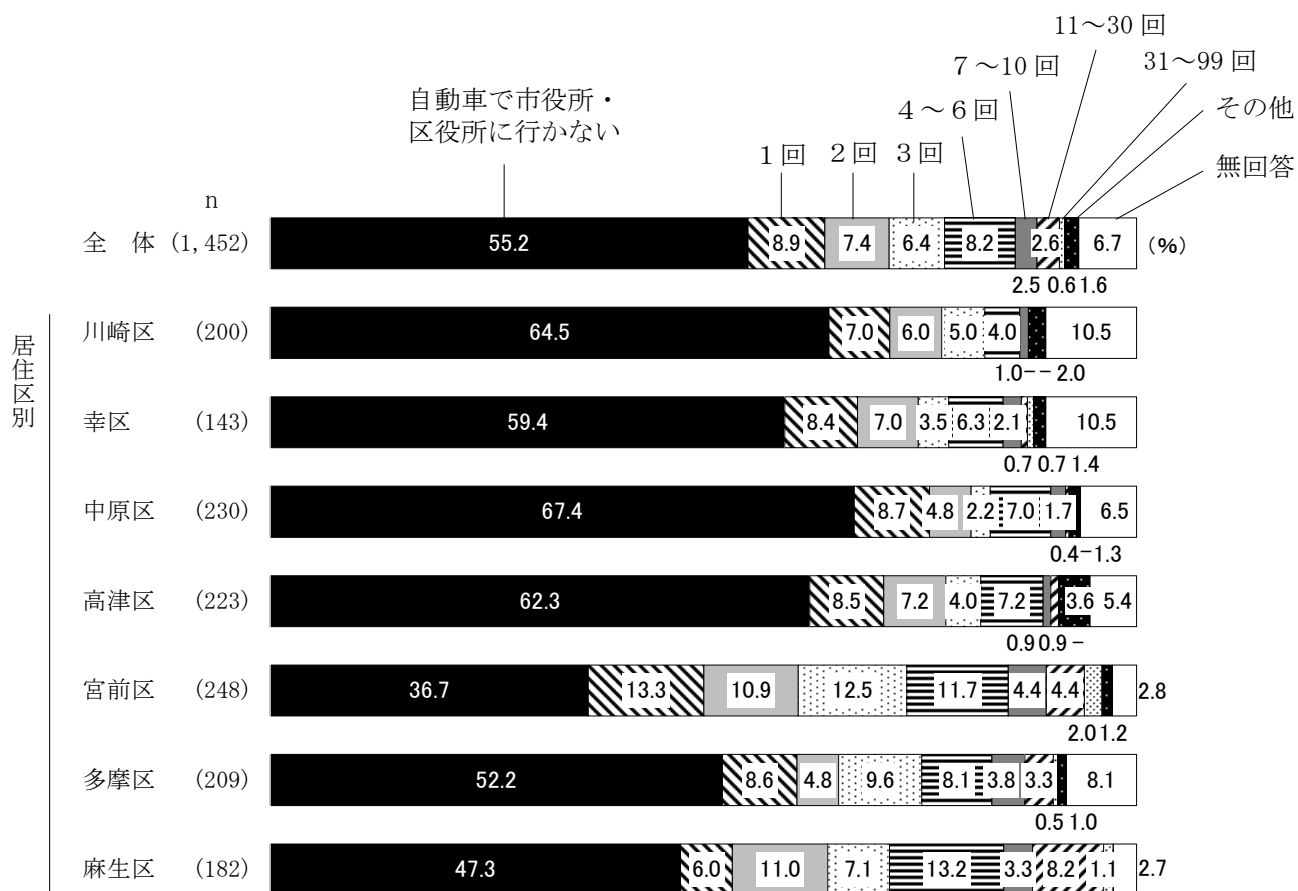 11～30 回
7～10 回
31～99 回
自動車で市役所・
区役所に行かない
4～6 回
その他
1回
2回
3回
無回答
n
全 体 (1,452) 55.2 8.9 7.4 6.4 8.2 2.6 6.7 (%)
2.5 0.6 1.6
居住区別
川崎区 (200) 64.5 7.0 6.0 5.0 4.0 10.5
1.0 - - 2.0
幸区 (143) 59.4 8.4 7.0 3.5 6.3 2.1 10.5
0.7 0.7 1.4
中原区 (230) 67.4 8.7 4.8 2.2 7.0 1.7 6.5
0.4 - 1.3
高津区 (223) 62.3 8.5 7.2 4.0 7.2 3.6 5.4
0.9 0.9 -
宮前区 (248) 36.7 13.3 10.9 12.5 11.7 4.4 4.4 2.8
2.0 1.2
多摩区 (209) 52.2 8.6 4.8 9.6 8.1 3.8 3.3 8.1
0.5 1.0
麻生区 (182) 47.3 6.0 11.0 7.1 13.2 3.3 8.2 1.1 2.7